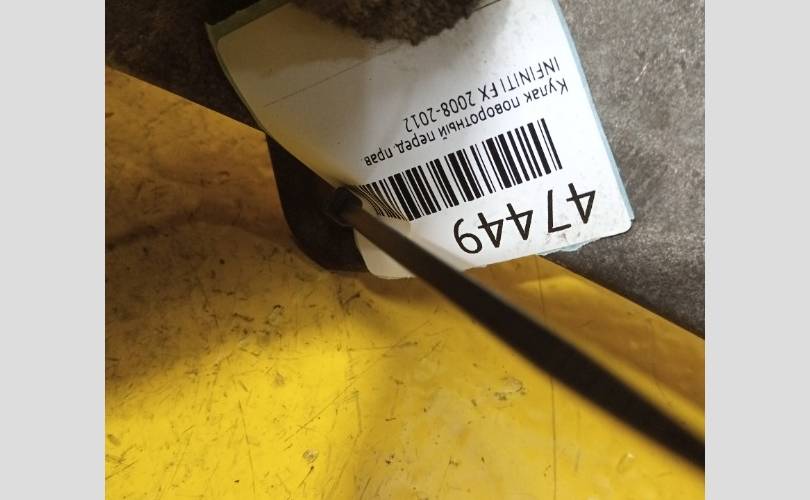 47449
Кулак поворотный перед. прав.
INFINITI FX 2008-2012